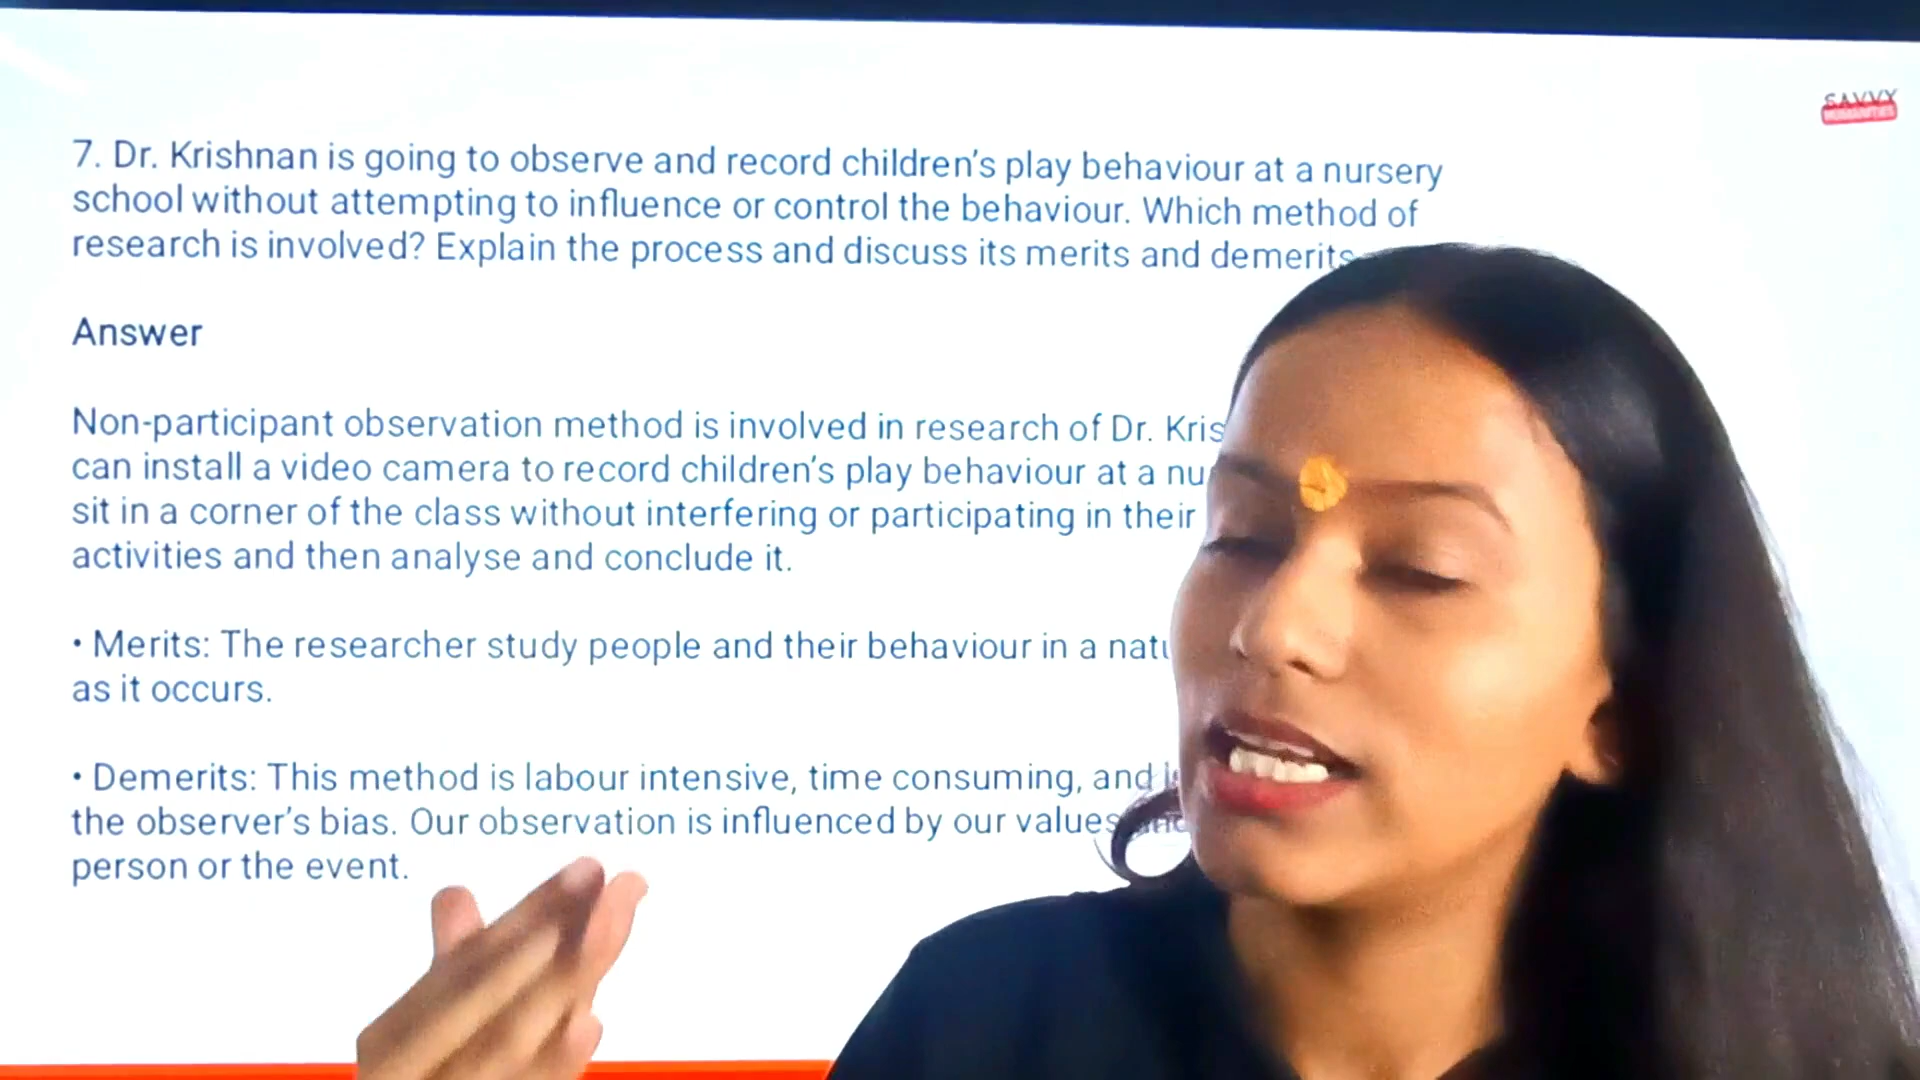 SAVVY
HUMANITIES
7. Dr. Krishnan is going to observe and record children's play behaviour at a nursery
school without attempting to influence or control the behaviour. Which method of
research is involved? Explain the process and discuss its merits and demerits
Answer
Non-participant observation method is involved in research of Dr. Kris
can install a video camera to record children's play behaviour at a nu
sit in a corner of the class without interfering or participating in their
activities and then analyse and conclude it.
• Merits: The researcher study people and their behaviour in a natu
as it occurs.
• Demerits: This method is labour intensive, time consuming, and
the observer's bias. Our observation is influenced by our values
person or the event.